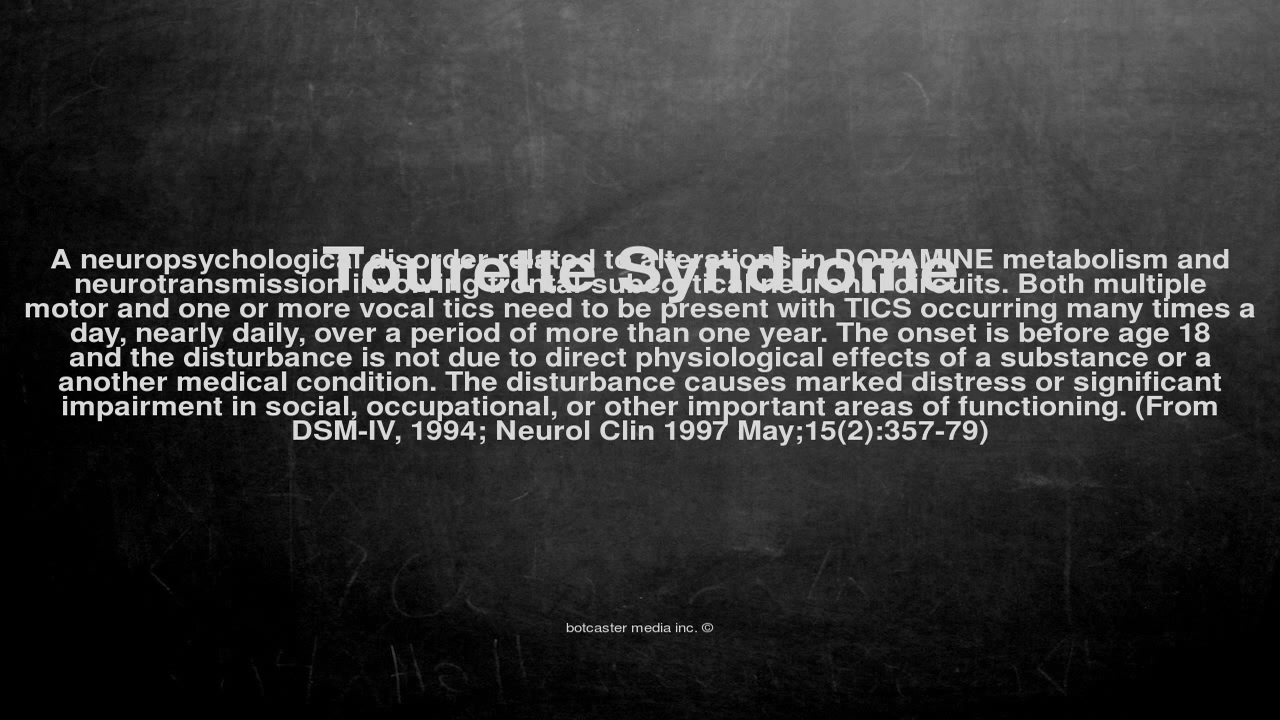 Tourette Syndrome
A neuropsychological disorder related to alterations in DOPAMINE metabolism and
neurotransmission involving frontal-subcortical neuronal circuits. Both multiple
motor and one or more vocal tics need to be present with TICS occurring many times a
day, nearly daily, over a period of more than one year. The onset is before age 18
and the disturbance is not due to direct physiological effects of a substance or a
another medical condition. The disturbance causes marked distress or significant
impairment in social, occupational, or other important areas of functioning. (From
DSM-IV, 1994; Neurol Clin 1997 May;15(2):357-79)
botcaster media inc. ©